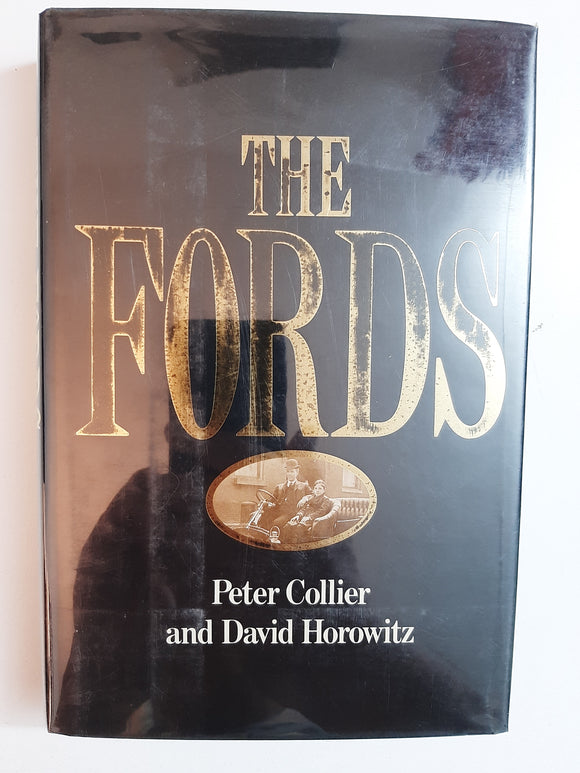 THE
FORDS
Peter Collier
and David Horowitz